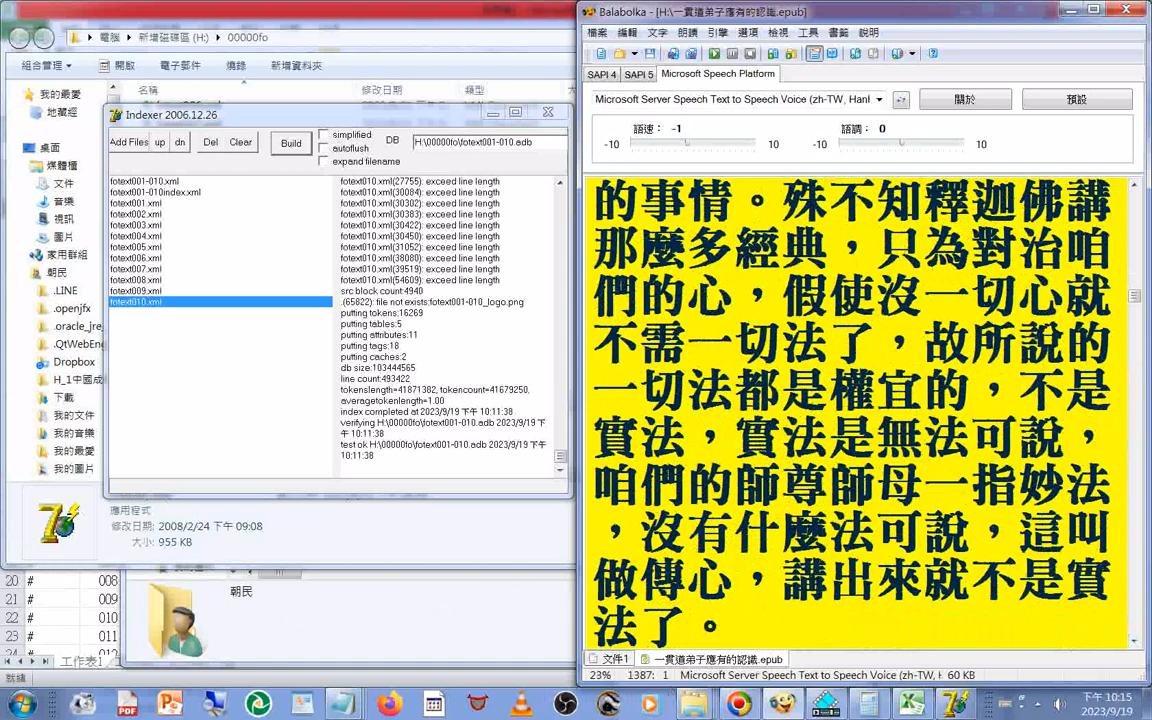 電腦 ▸ 新增磁碟區 (H:) ▸ 00000fo
組合管理 ▾ 開啟 電子郵件 燒錄 新增資料夾
名稱 修改日期 類型
我的最愛
地藏經
桌面
媒體櫃
文件
音樂
視訊
圖片
家用群組
朝民
.LINE
.openjfx
.oracle_jre_
.QtWebEn
Dropbox
H_1中國成
下載
我的文件
我的音樂
我的最愛
我的圖片
應用程式
修改日期: 2008/2/24 下午 09:08
大小: 955 KB
朝民
20 # 008
21 # 009
22 # 010
23 # 011
工作表1
就緒
Indexer 2006.12.26
Add Files up dn Del Clear Build
simplified
autoflush
expand filename
DB H:\00000fo\fotext001-010.adb
fotext001-010.xml
fotext001-010index.xml
fotext001.xml
fotext002.xml
fotext003.xml
fotext004.xml
fotext005.xml
fotext006.xml
fotext007.xml
fotext008.xml
fotext009.xml
fotext010.xml
fotext010.xml(27755): exceed line length
fotext010.xml(30084): exceed line length
fotext010.xml(30302): exceed line length
fotext010.xml(30383): exceed line length
fotext010.xml(30422): exceed line length
fotext010.xml(30450): exceed line length
fotext010.xml(31052): exceed line length
fotext010.xml(38080): exceed line length
fotext010.xml(39519): exceed line length
fotext010.xml(54609): exceed line length
src block count:4940
.(65822): file not exists:fotext001-010_logo.png
putting tokens:16269
putting tables:5
putting attributes:11
putting tags:18
putting caches:2
db size:103444565
line count:493422
tokenslength=41871382, tokencount=41679250,
averagetokenlength=1.00
index completed at 2023/9/19 下午 10:11:38
verifying H:\00000fo\fotext001-010.adb 2023/9/19 下
午 10:11:38
test ok H:\00000fo\fotext001-010.adb 2023/9/19 下午
10:11:38
Balabolka - [H:\一貫道弟子應有的認識.epub]
檔案 編輯 文字 朗讀 引擎 選項 檢視 工具 書籤 說明
SAPI 4 SAPI 5 Microsoft Speech Platform
Microsoft Server Speech Text to Speech Voice (zh-TW, Hanl
關於 預設
語速： -1 語調： 0
-10 10 -10 10
的事情。殊不知釋迦佛講
那麼多經典，只為對治咱
們的心，假使沒一切心就
不需一切法了，故所說的
一切法都是權宜的，不是
實法，實法是無法可說，
咱們的師尊師母一指妙法
，沒有什麼法可說，這叫
做傳心，講出來就不是實
法了。
文件1 一貫道弟子應有的認識.epub
23% 1387: 1 Microsoft Speech Text to Speech Voice (zh-TW, H 60 KB
下午 10:15
2023/9/19